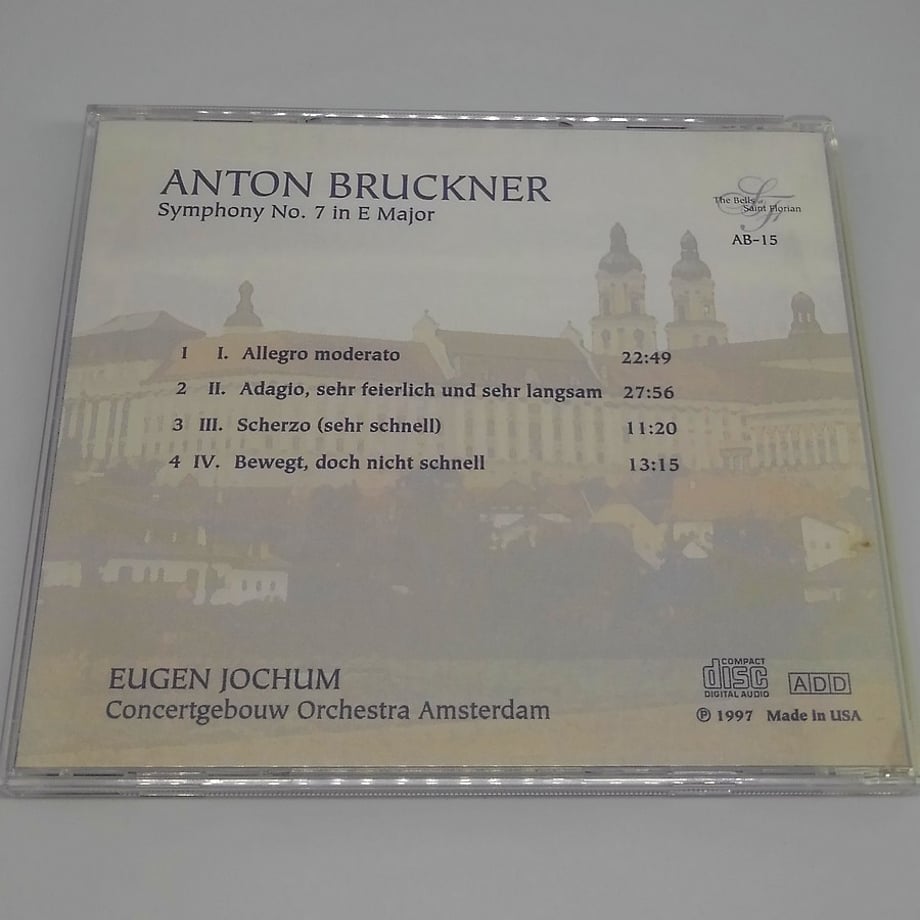 ANTON BRUCKNER
Symphony No. 7 in E Major
The Bells of
Saint Florian
SF
AB-15
1 I. Allegro moderato 22:49
2 II. Adagio, sehr feierlich und sehr langsam 27:56
3 III. Scherzo (sehr schnell) 11:20
4 IV. Bewegt, doch nicht schnell 13:15
EUGEN JOCHUM
Concertgebouw Orchestra Amsterdam
COMPACT
disc
DIGITAL AUDIO
ADD
℗ 1997 Made in USA